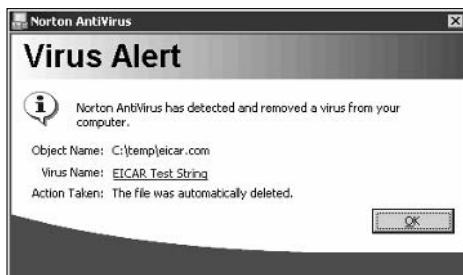 Norton AntiVirus
Virus Alert
Norton AntiVirus has detected and removed a virus from your
computer.
Object Name: C:\temp\eicar.com
Virus Name: EICAR Test String
Action Taken: The file was automatically deleted.
OK